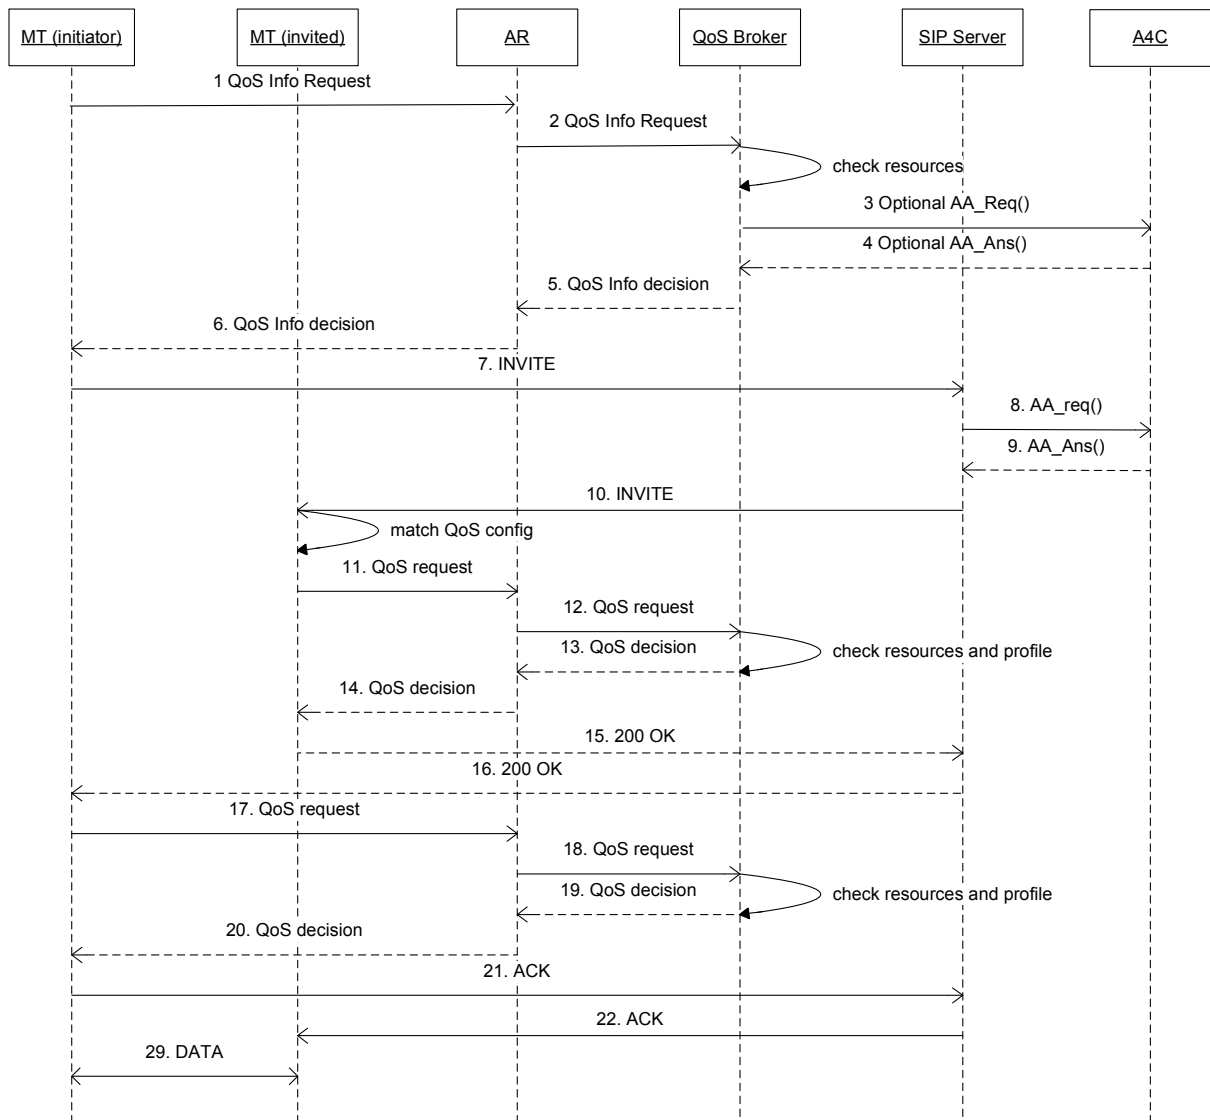 MT (initiator)
MT (invited)
AR
QoS Broker
SIP Server
A4C
1 QoS Info Request
2 QoS Info Request
check resources
3 Optional AA_Req()
4 Optional AA_Ans()
5. QoS Info decision
6. QoS Info decision
7. INVITE
8. AA_req()
9. AA_Ans()
10. INVITE
match QoS config
11. QoS request
12. QoS request
13. QoS decision
check resources and profile
14. QoS decision
15. 200 OK
16. 200 OK
17. QoS request
18. QoS request
19. QoS decision
check resources and profile
20. QoS decision
21. ACK
22. ACK
29. DATA